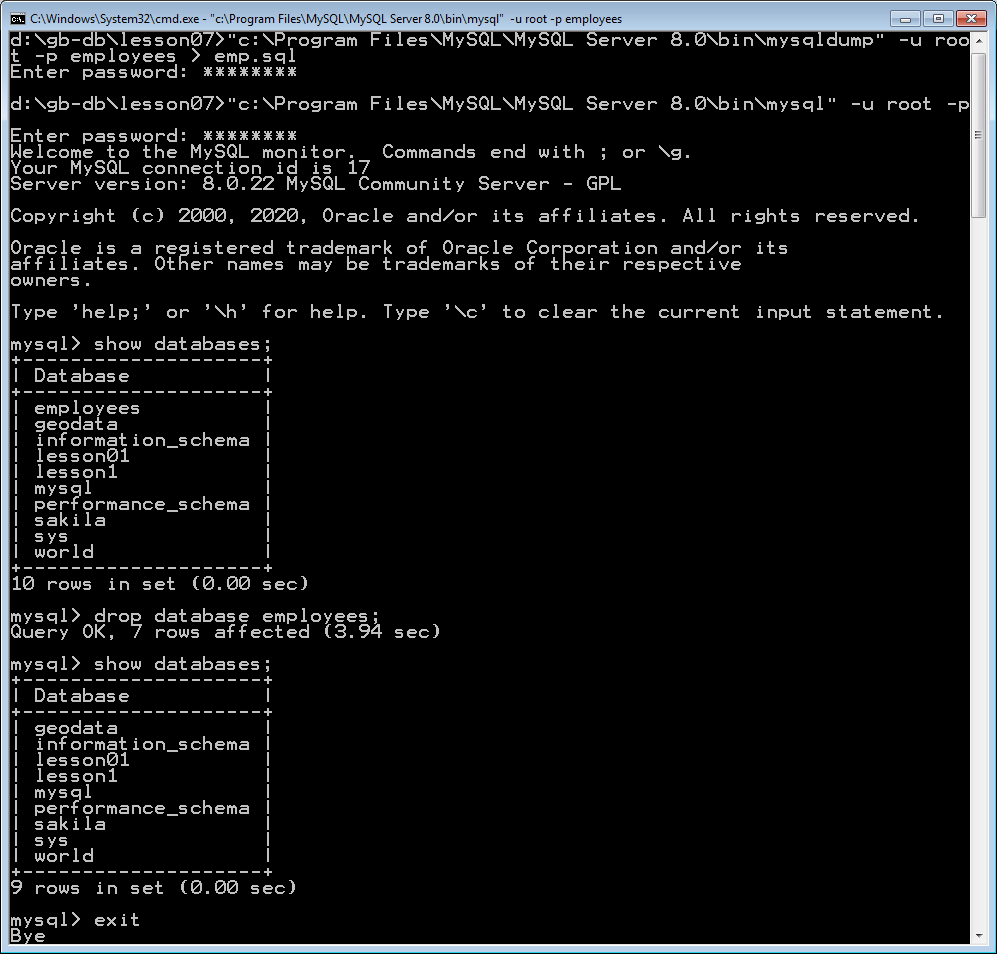 C:\Windows\System32\cmd.exe - "c:\Program Files\MySQL\MySQL Server 8.0\bin\mysql" -u root -p employees
d:\gb-db\lesson07>"c:\Program Files\MySQL\MySQL Server 8.0\bin\mysqldump" -u roo
t -p employees > emp.sql
Enter password: ********
d:\gb-db\lesson07>"c:\Program Files\MySQL\MySQL Server 8.0\bin\mysql" -u root -p
Enter password: ********
Welcome to the MySQL monitor.  Commands end with ; or \g.
Your MySQL connection id is 17
Server version: 8.0.22 MySQL Community Server - GPL
Copyright (c) 2000, 2020, Oracle and/or its affiliates. All rights reserved.
Oracle is a registered trademark of Oracle Corporation and/or its
affiliates. Other names may be trademarks of their respective
owners.
Type 'help;' or '\h' for help. Type '\c' to clear the current input statement.
mysql> show databases;
+--------------------+
| Database           |
+--------------------+
| employees          |
| geodata            |
| information_schema |
| lesson01           |
| lesson1            |
| mysql              |
| performance_schema |
| sakila             |
| sys                |
| world              |
+--------------------+
10 rows in set (0.00 sec)
mysql> drop database employees;
Query OK, 7 rows affected (3.94 sec)
mysql> show databases;
+--------------------+
| Database           |
+--------------------+
| geodata            |
| information_schema |
| lesson01           |
| lesson1            |
| mysql              |
| performance_schema |
| sakila             |
| sys                |
| world              |
+--------------------+
9 rows in set (0.00 sec)
mysql> exit
Bye